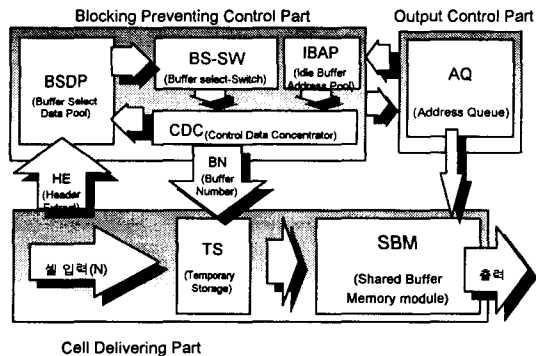 Blocking Preventing Control Part
Output Control Part
BSDP
(Buffer Select
Data Pool)
BS-SW
(Buffer select-Switch)
IBAP
(Idle Buffer
Address Pool)
AQ
(Address Queue)
CDC(Control Data Concentrator)
HE
(Header
Extract)
BN
(Buffer
Number)
셀 입력(N)
TS
(Temporary
Storage)
SBM
(Shared Buffer
Memory module)
출력
Cell Delivering Part